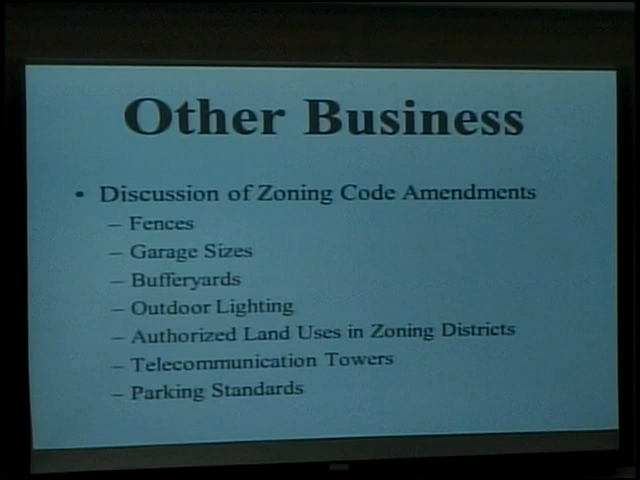 Other Business
• Discussion of Zoning Code Amendments
– Fences
– Garage Sizes
– Bufferyards
– Outdoor Lighting
– Authorized Land Uses in Zoning Districts
– Telecommunication Towers
– Parking Standards